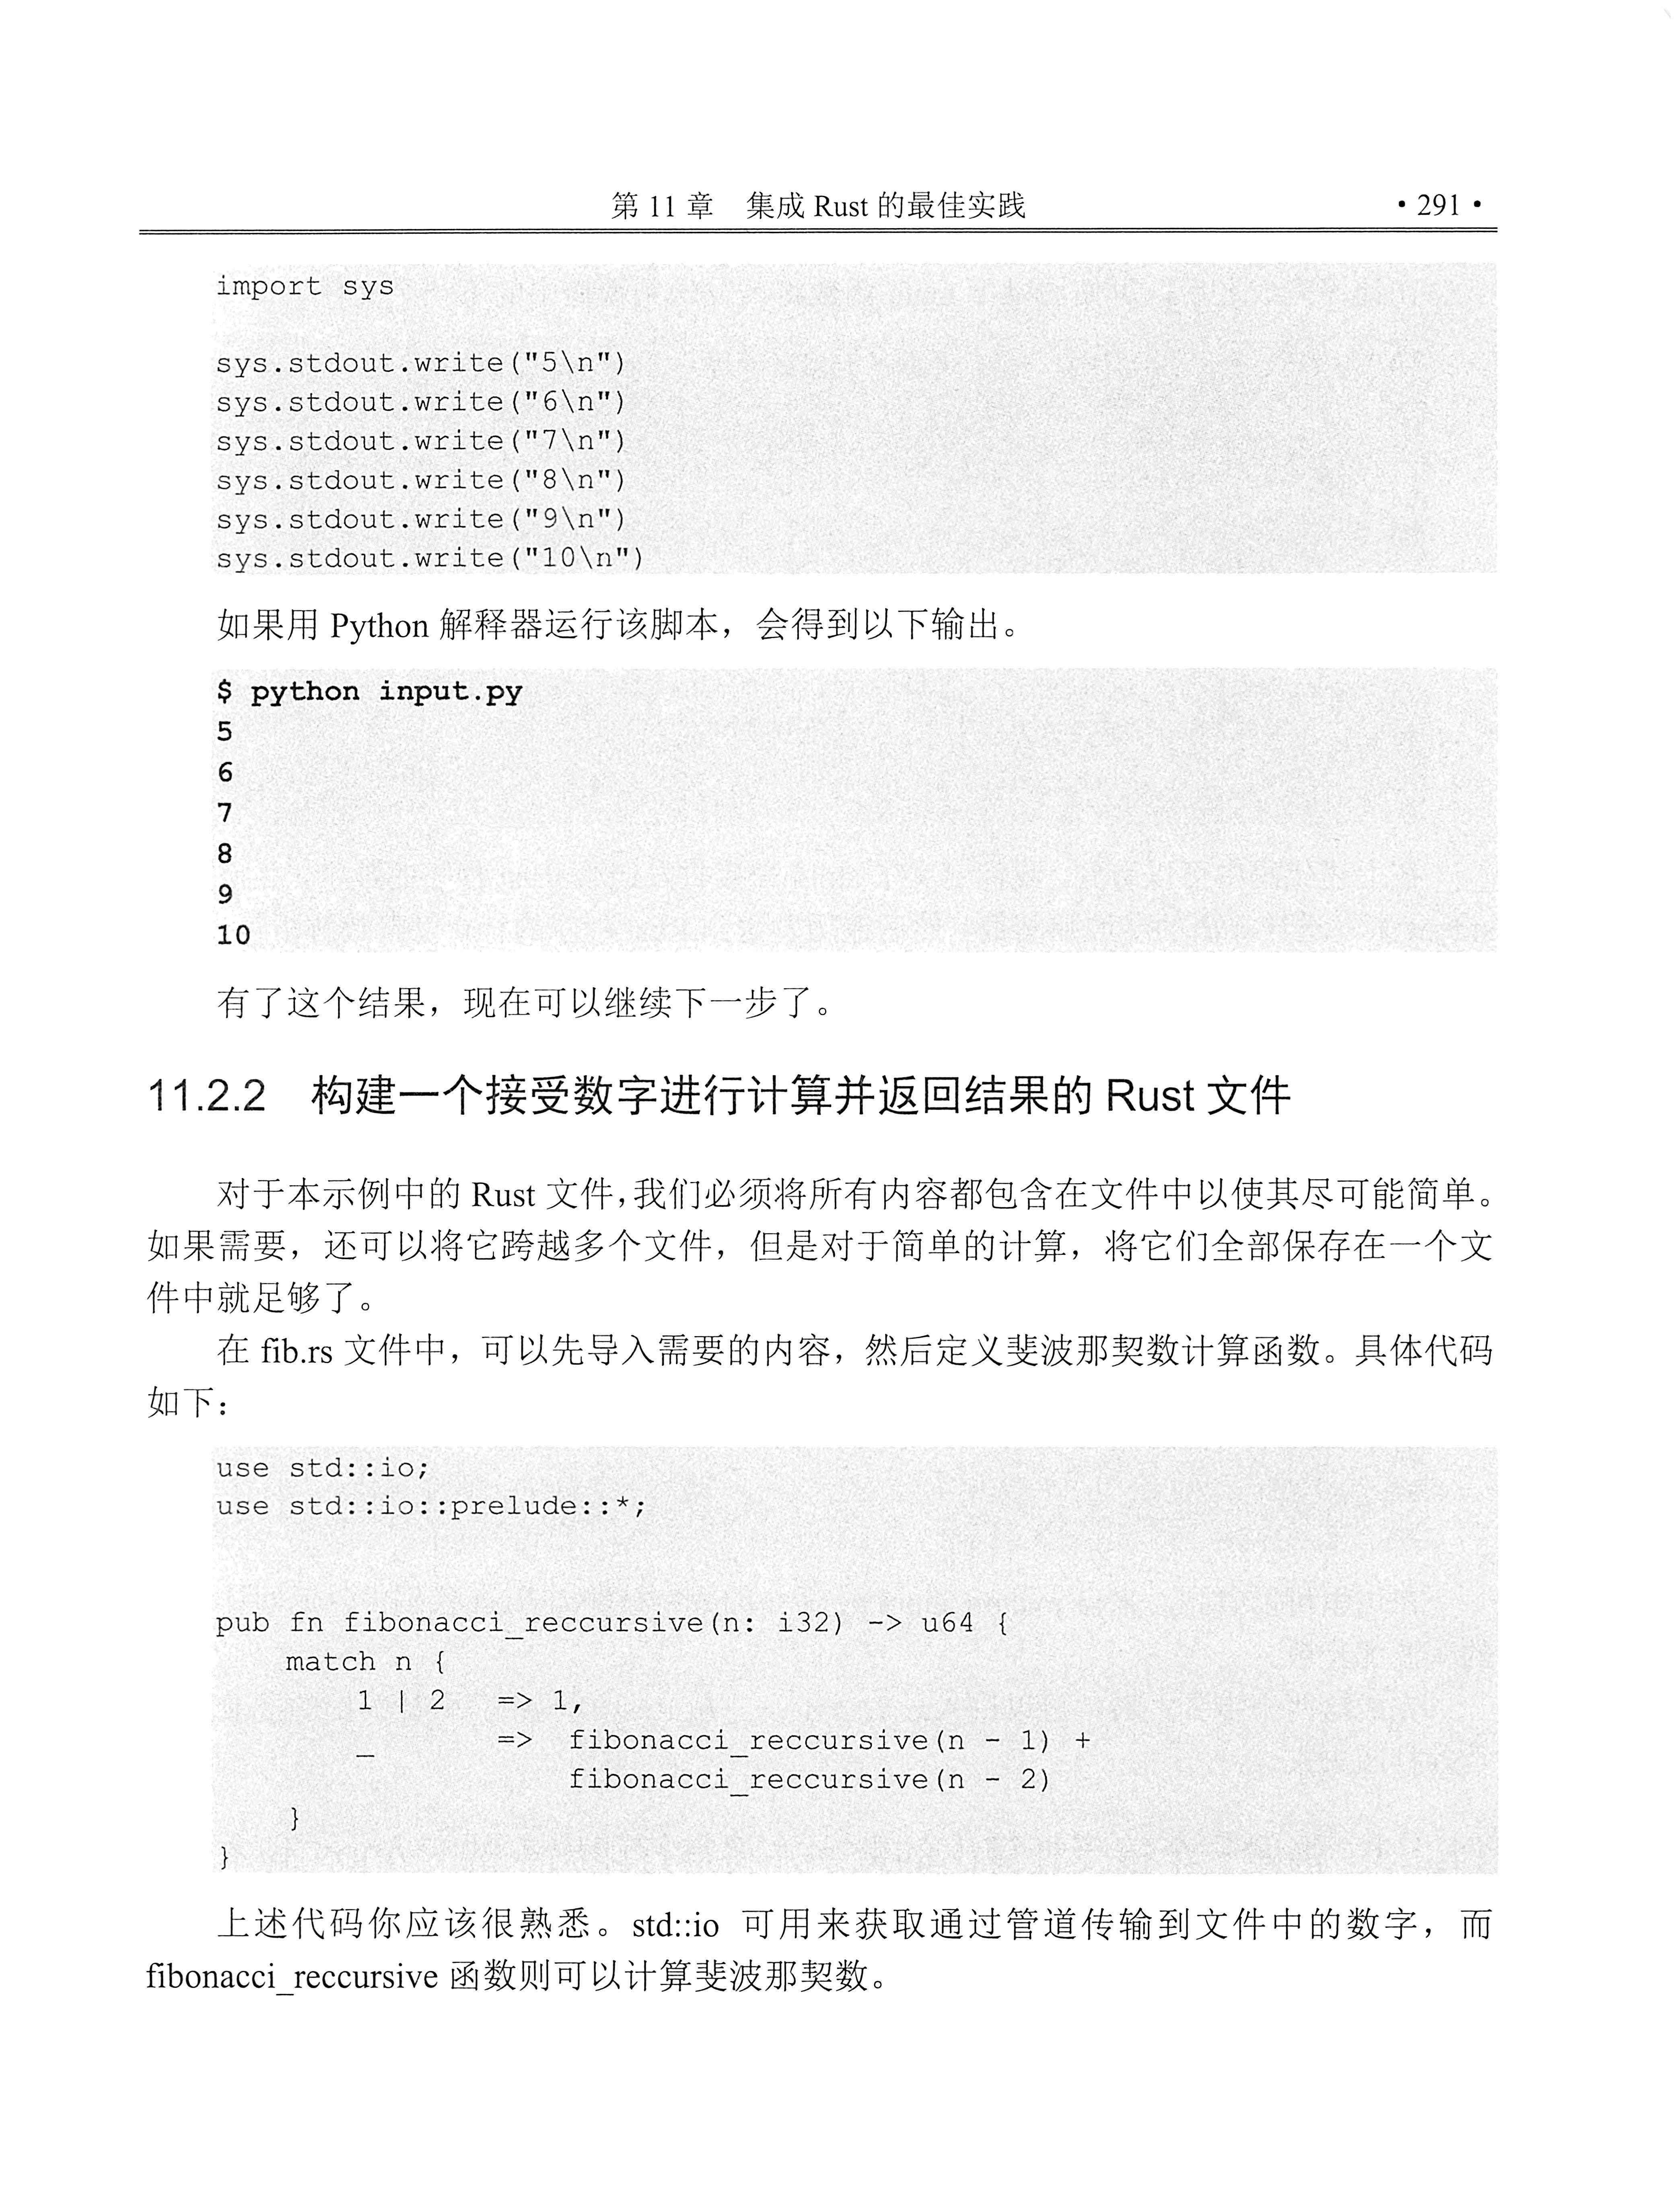 第 11 章 集成 Rust 的最佳实践 • 291 •
import sys
sys.stdout.write("5\n")
sys.stdout.write("6\n")
sys.stdout.write("7\n")
sys.stdout.write("8\n")
sys.stdout.write("9\n")
sys.stdout.write("10\n")
如果用 Python 解释器运行该脚本，会得到以下输出。
$ python input.py
5
6
7
8
9
10
有了这个结果，现在可以继续下一步了。
11.2.2 构建一个接受数字进行计算并返回结果的 Rust 文件
对于本示例中的 Rust 文件，我们必须将所有内容都包含在文件中以使其尽可能简单。
如果需要，还可以将它跨越多个文件，但是对于简单的计算，将它们全部保存在一个文
件中就足够了。
在 fib.rs 文件中，可以先导入需要的内容，然后定义斐波那契数计算函数。具体代码
如下：
use std::io;
use std::io::prelude::*;
pub fn fibonacci_reccursive(n: i32) -> u64 {
    match n {
        1 | 2   => 1,
        _       =>  fibonacci_reccursive(n - 1) +
                    fibonacci_reccursive(n - 2)
    }
}
上述代码你应该很熟悉。std::io 可用来获取通过管道传输到文件中的数字，而
fibonacci_reccursive 函数则可以计算斐波那契数。